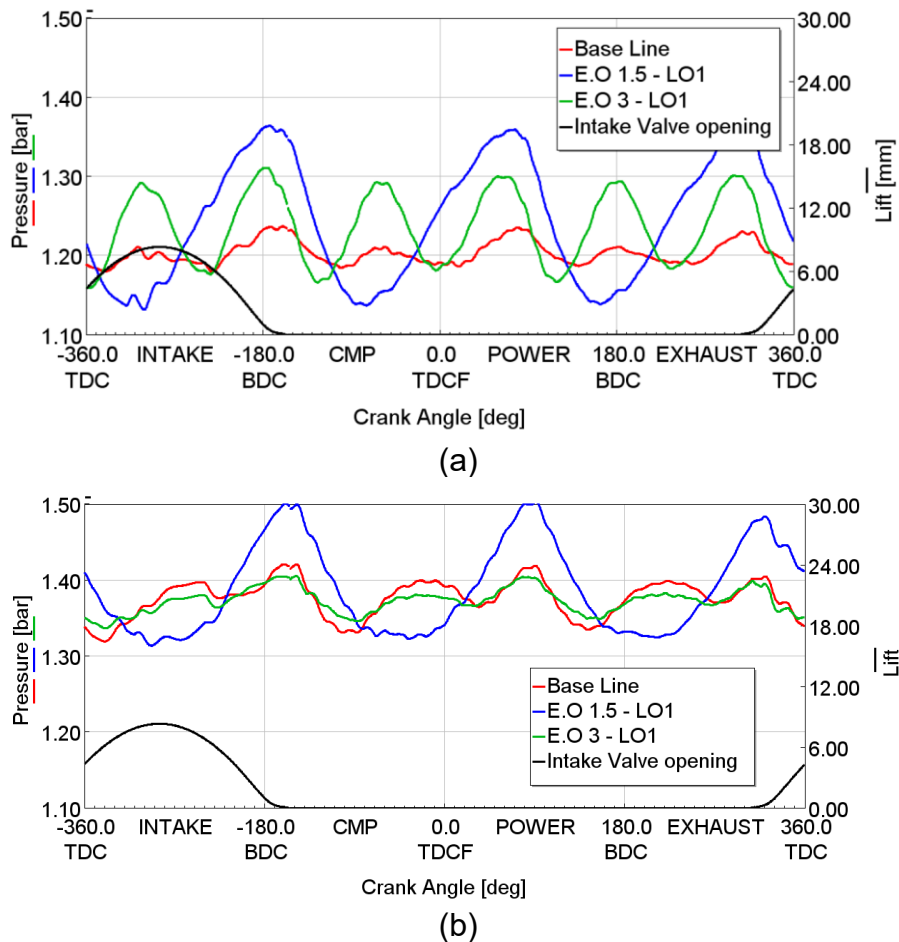 1.50
1.40
1.30
1.20
1.10
Pressure [bar]
30.00
24.00
18.00
12.00
6.00
0.00
Lift [mm]
Base Line
E.O 1.5 - LO1
E.O 3 - LO1
Intake Valve opening
-360.0 INTAKE -180.0 CMP 0.0 POWER 180.0 EXHAUST 360.0
TDC BDC TDCF BDC TDC
Crank Angle [deg]
(a)
1.50
1.40
1.30
1.20
1.10
Pressure [bar]
30.00
24.00
18.00
12.00
6.00
0.00
Lift
Base Line
E.O 1.5 - LO1
E.O 3 - LO1
Intake Valve opening
-360.0 INTAKE -180.0 CMP 0.0 POWER 180.0 EXHAUST 360.0
TDC BDC TDCF BDC TDC
Crank Angle [deg]
(b)